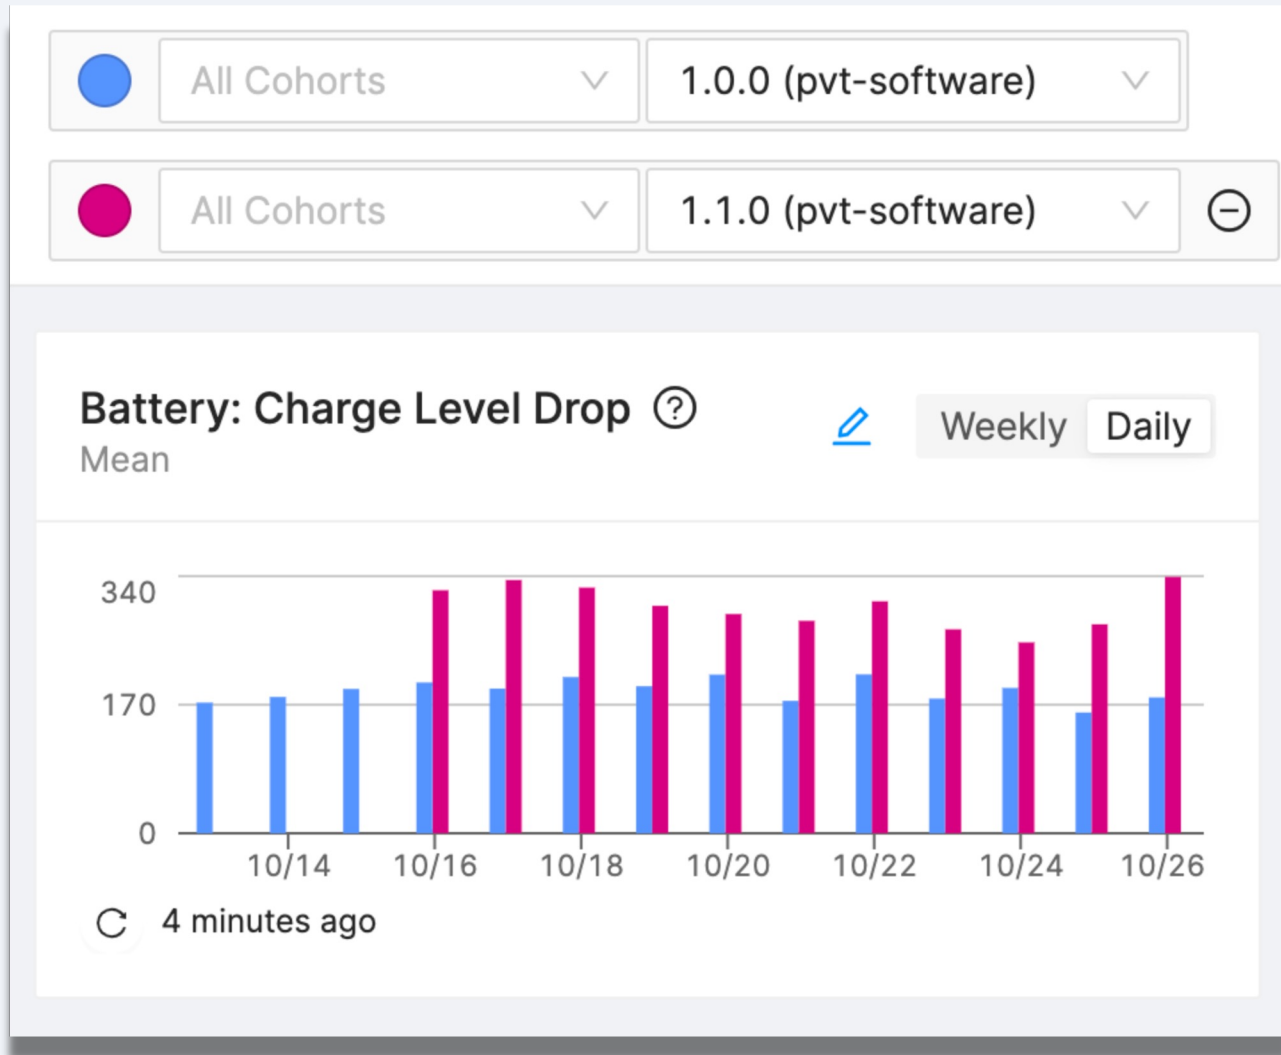 All Cohorts 1.0.0 (pvt-software)
All Cohorts 1.1.0 (pvt-software)
Battery: Charge Level Drop ?
Weekly Daily
Mean
340
170
0
10/14 10/16 10/18 10/20 10/22 10/24 10/26
4 minutes ago